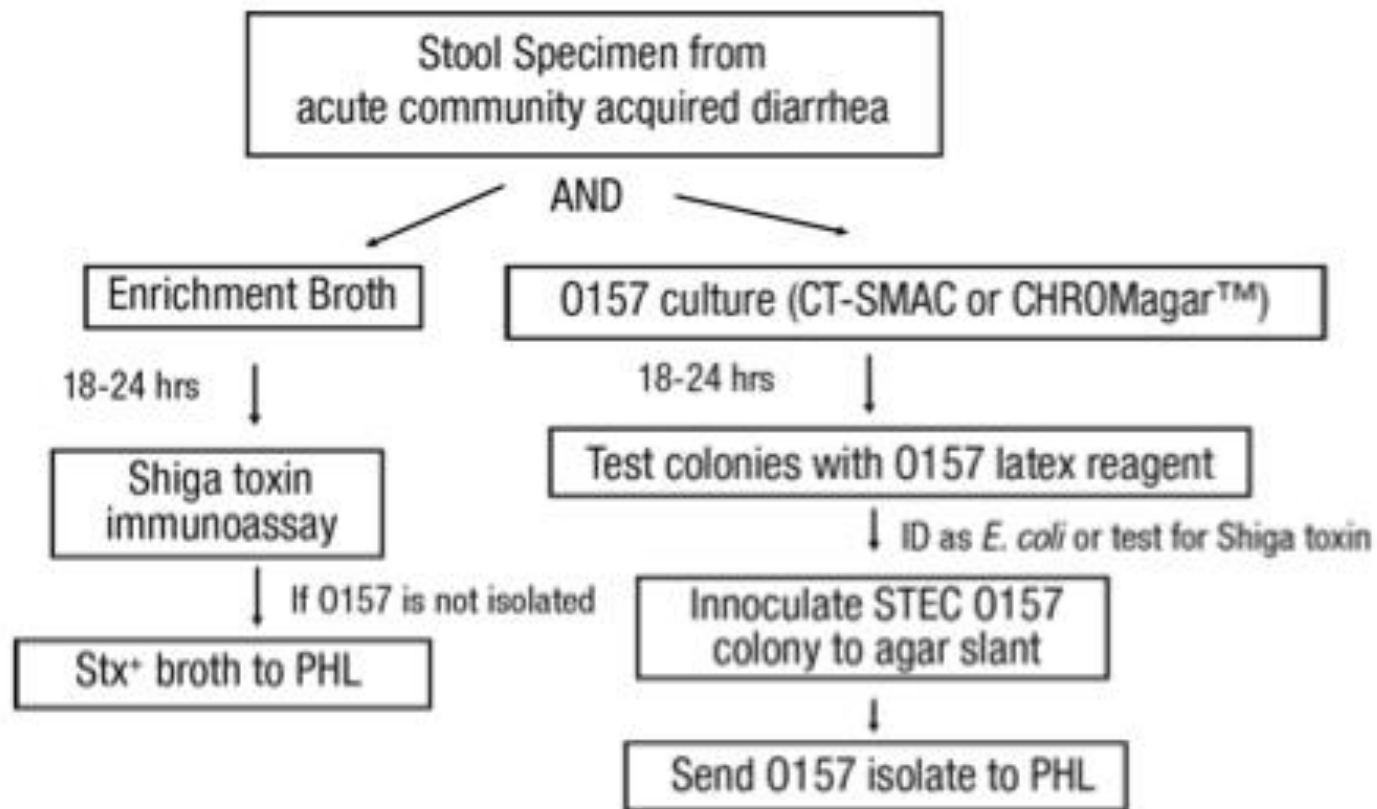 Stool Specimen from
acute community acquired diarrhea
AND
Enrichment Broth
O157 culture (CT-SMAC or CHROMagar™)
18-24 hrs
18-24 hrs
Shiga toxin
immunoassay
Test colonies with O157 latex reagent
ID as E. coli or test for Shiga toxin
If O157 is not isolated
Innoculate STEC O157
colony to agar slant
Stx⁺ broth to PHL
Send O157 isolate to PHL